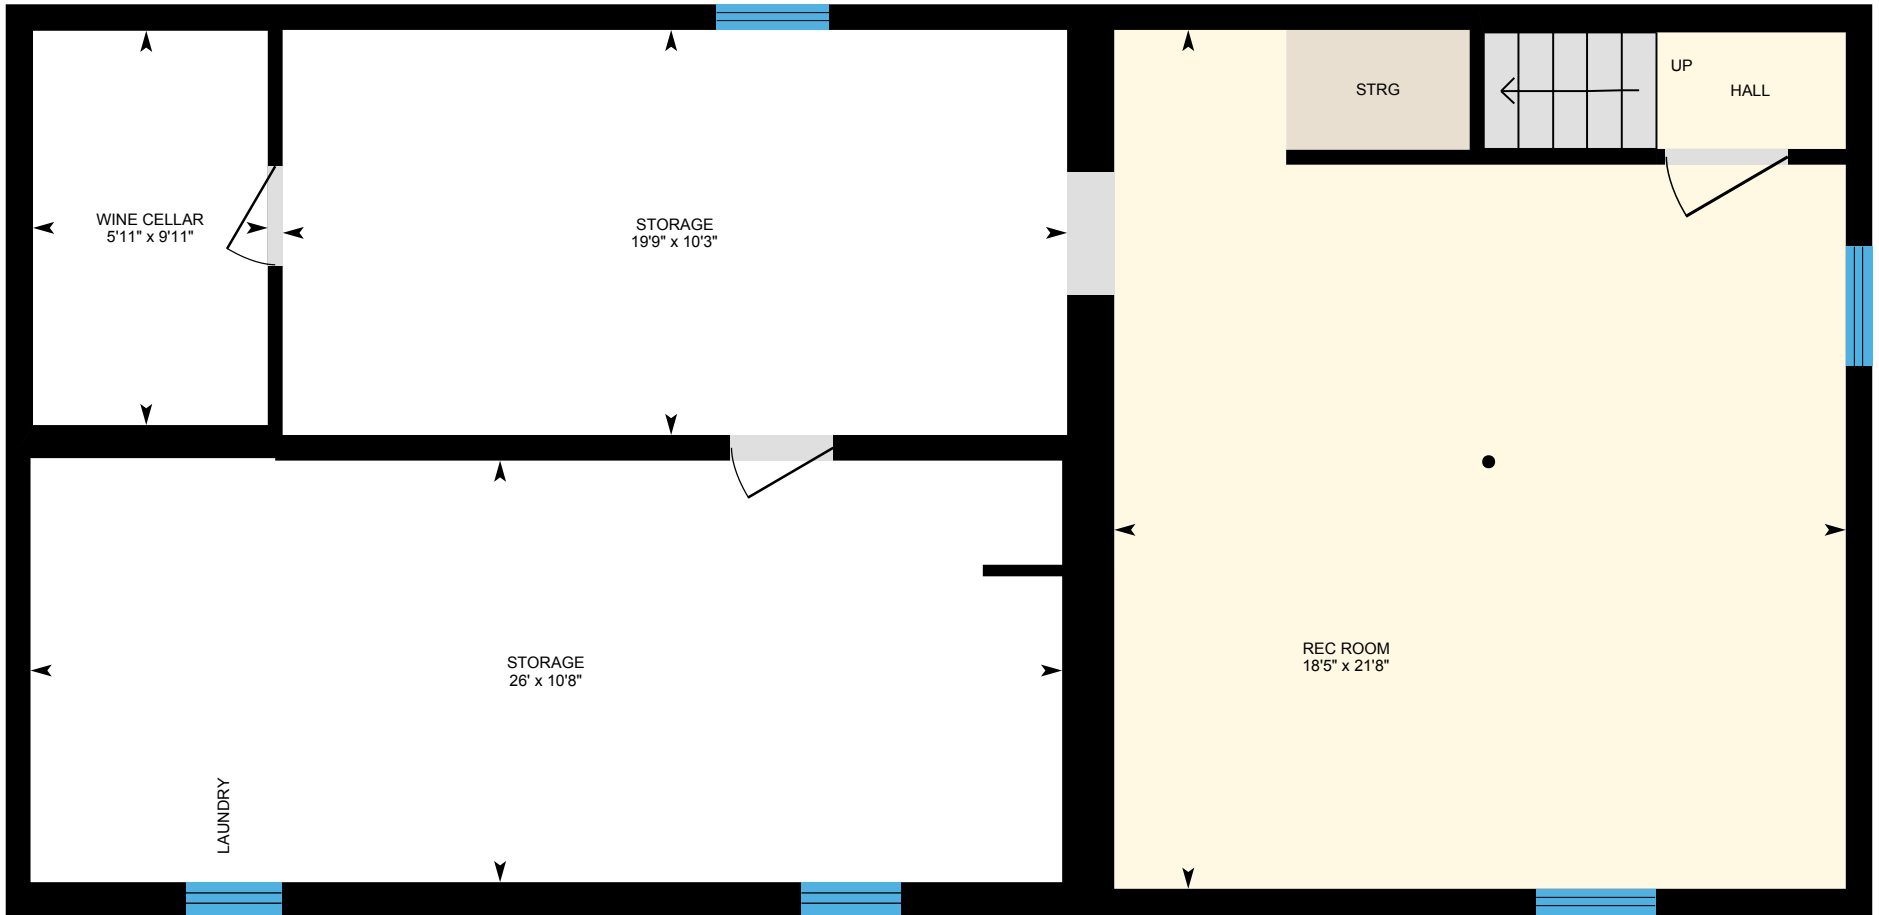 UP
STRG
HALL
WINE CELLAR
5'11" x 9'11"
STORAGE
19'9" x 10'3"
REC ROOM
18'5" x 21'8"
STORAGE
26' x 10'8"
LAUNDRY